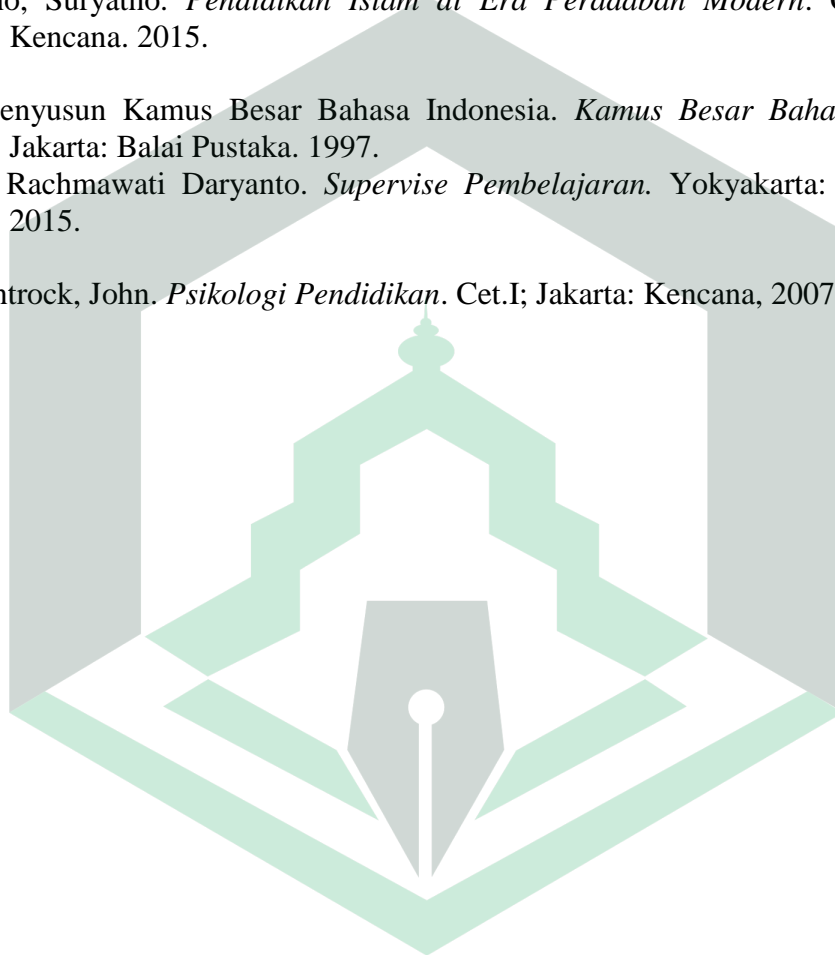 Suryatno. Pendidikan Islam di Era Peradaban Modern.
Kencana. 2015.
enyusun Kamus Besar Bahasa Indonesia. Kamus Besar Baha
Jakarta: Balai Pustaka. 1997.
Rachmawati Daryanto. Supervise Pembelajaran. Yokyakarta:
2015.
ntrock, John. Psikologi Pendidikan. Cet.I; Jakarta: Kencana, 2007